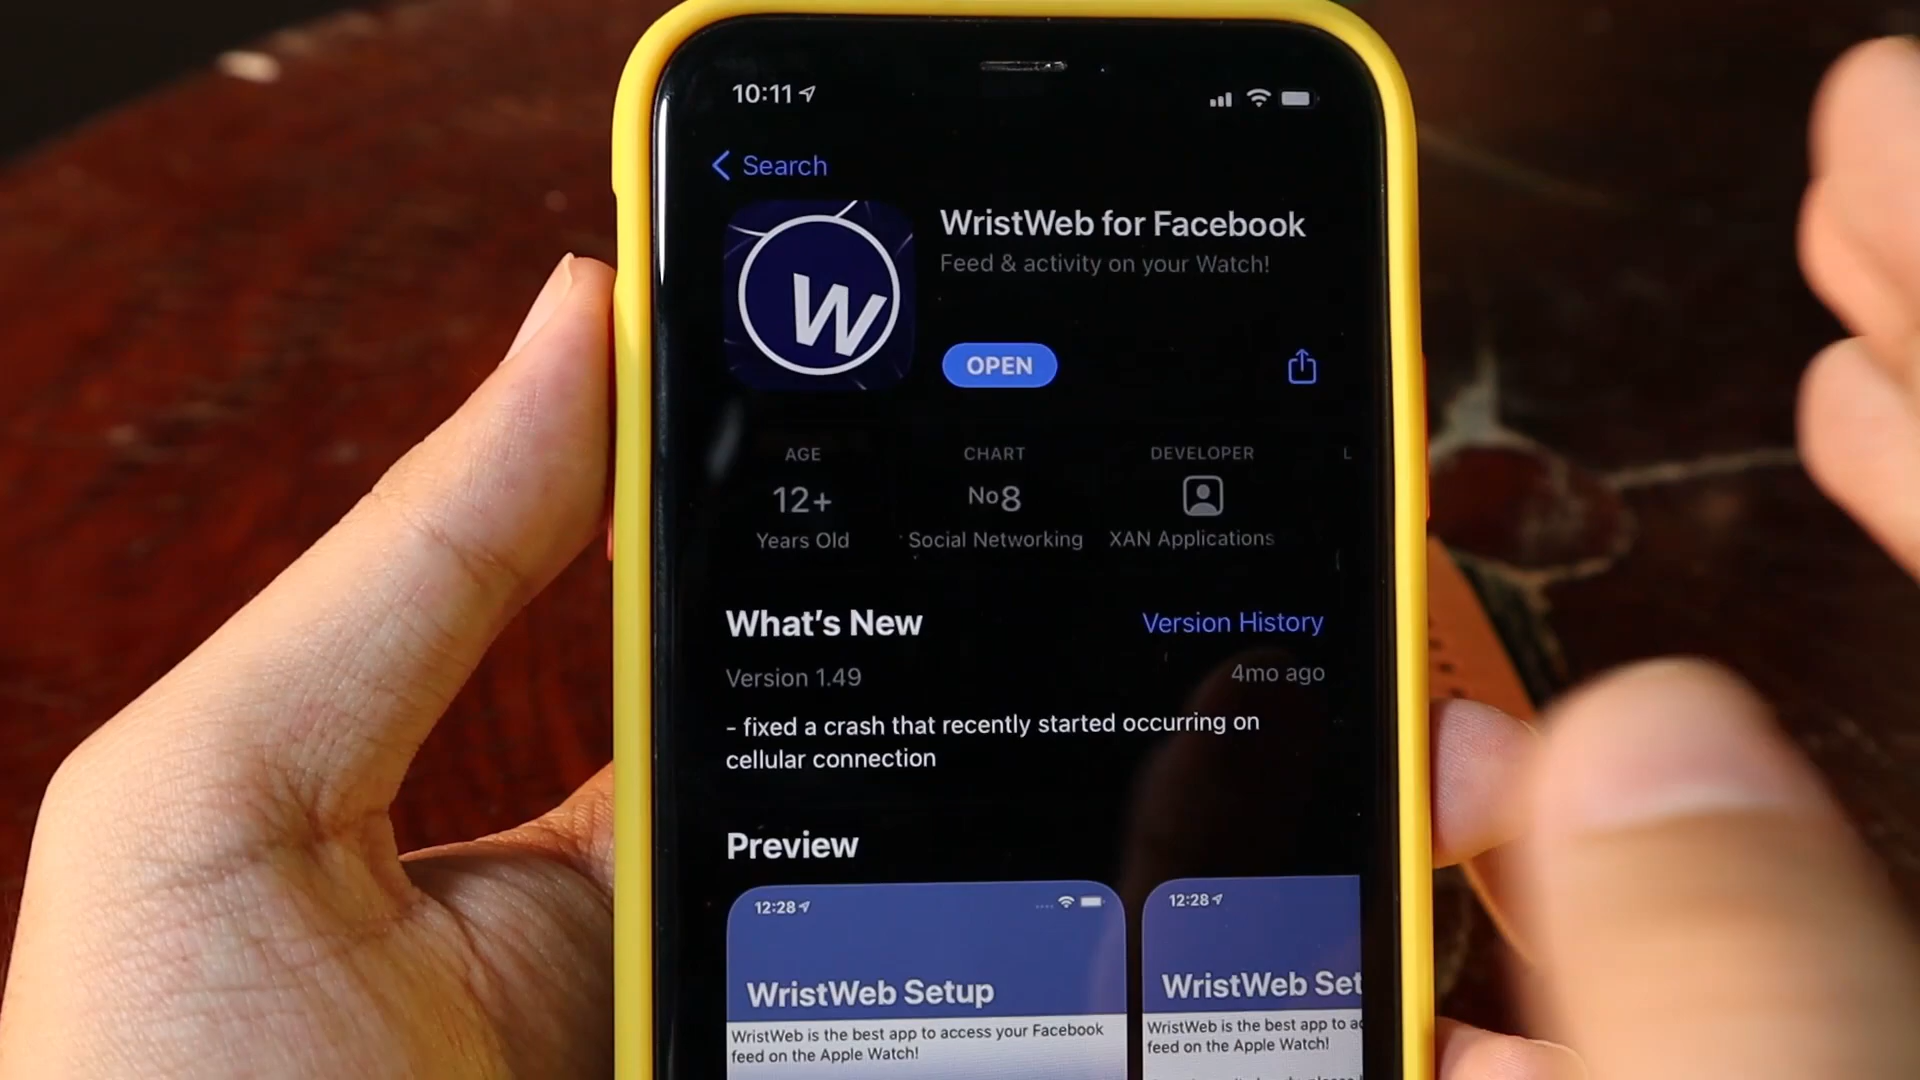 10:11
Search
W
WristWeb for Facebook
Feed & activity on your Watch!
OPEN
AGE
CHART
DEVELOPER
L
12+
No8
Years Old
Social Networking
XAN Applications
What's New
Version History
Version 1.49
4mo ago
- fixed a crash that recently started occurring on
cellular connection
Preview
12:28
WristWeb Setup
WristWeb is the best app to access your Facebook
feed on the Apple Watch!
12:28
WristWeb Set
WristWeb is the best app to ac
feed on the Apple Watch!